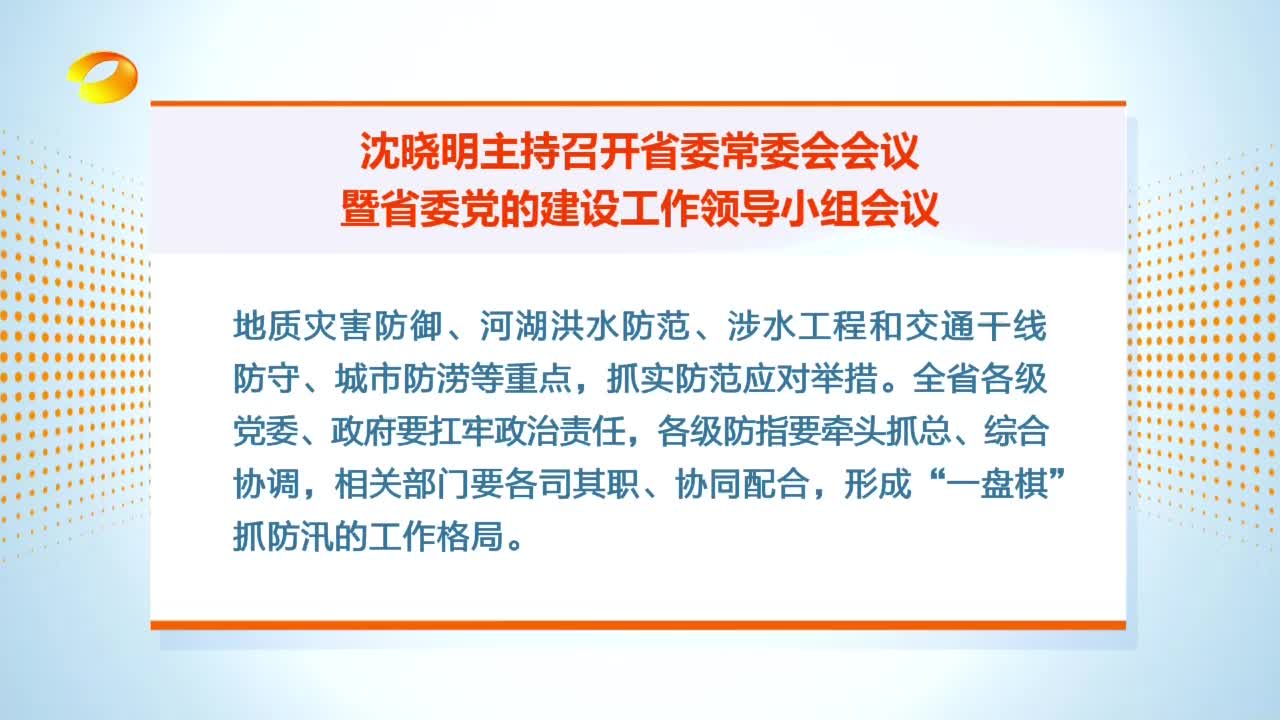 沈晓明主持召开省委常委会会议
暨省委党的建设工作领导小组会议
地质灾害防御、河湖洪水防范、涉水工程和交通干线
防守、城市防涝等重点，抓实防范应对举措。全省各级
党委、政府要扛牢政治责任，各级防指要牵头抓总、综合
协调，相关部门要各司其职、协同配合，形成“一盘棋”
抓防汛的工作格局。